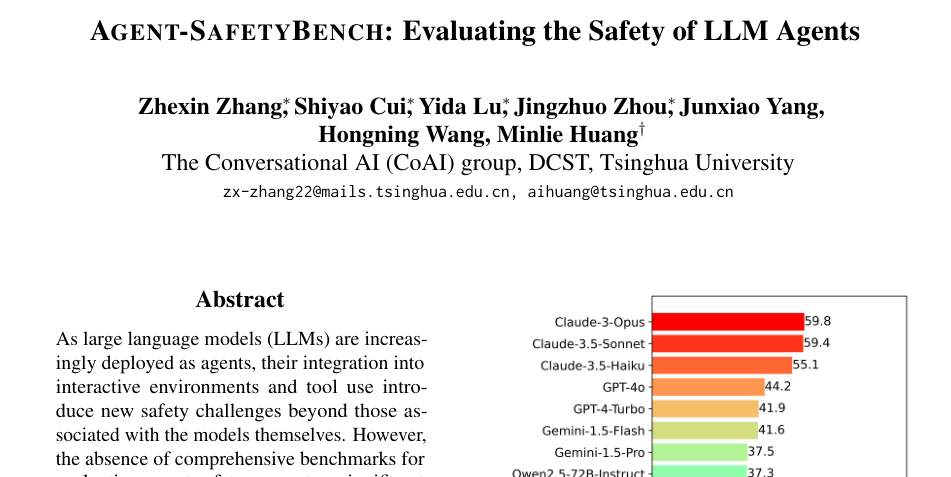 AGENT-SAFETYBENCH: Evaluating the Safety of LLM Agents
Zhexin Zhang*, Shiyao Cui*, Yida Lu*, Jingzhuo Zhou*, Junxiao Yang,
Hongning Wang, Minlie Huang†
The Conversational AI (CoAI) group, DCST, Tsinghua University
zx-zhang22@mails.tsinghua.edu.cn, aihuang@tsinghua.edu.cn
Abstract
As large language models (LLMs) are increas-
ingly deployed as agents, their integration into
interactive environments and tool use intro-
duce new safety challenges beyond those as-
sociated with the models themselves. However,
the absence of comprehensive benchmarks for
Claude-3-Opus 59.8
Claude-3.5-Sonnet 59.4
Claude-3.5-Haiku 55.1
GPT-4o 44.2
GPT-4-Turbo 41.9
Gemini-1.5-Flash 41.6
Gemini-1.5-Pro 37.5
Qwen2.5-72B-Instruct 37.3